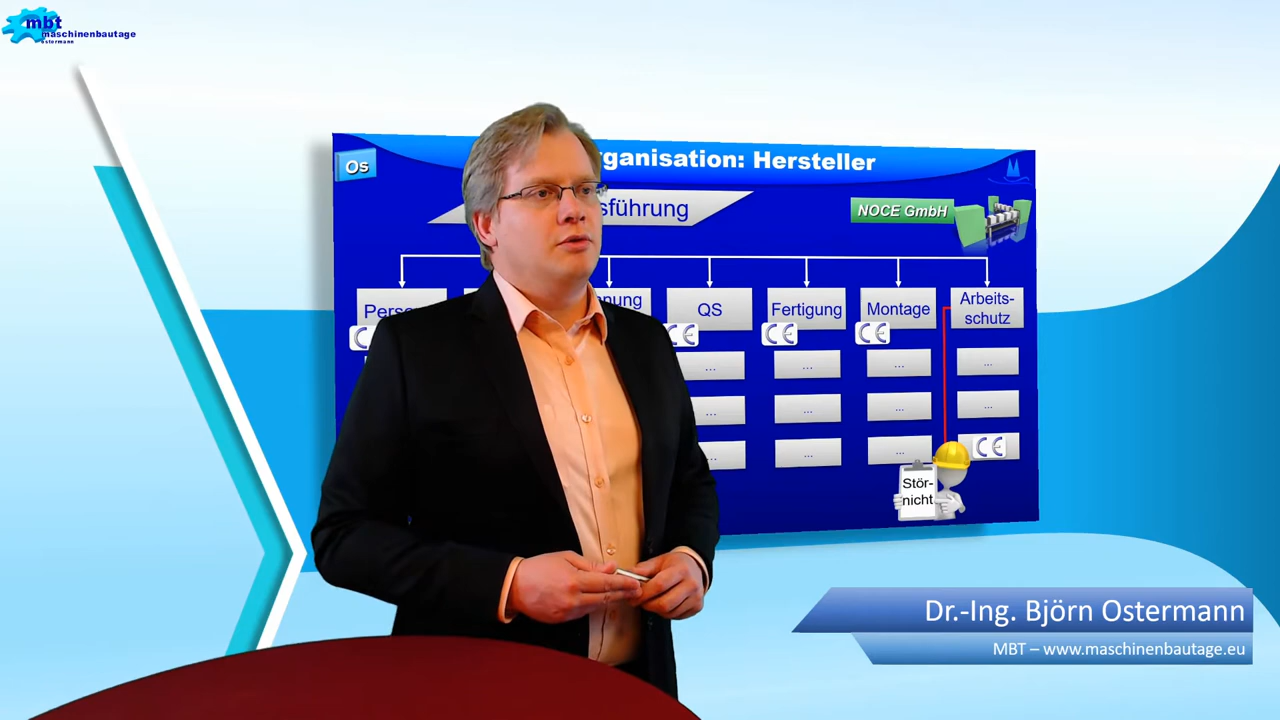 mbt
maschinenbautage
ostermann
Os
rganisation: Hersteller
sführung
NOCE GmbH
Pers
nung
QS
Fertigung
Montage
Arbeits-
schutz
CE
CE
CE
...
...
...
...
...
...
...
...
...
...
...
CE
Stör-
nicht
Dr.-Ing. Björn Ostermann
MBT – www.maschinenbautage.eu